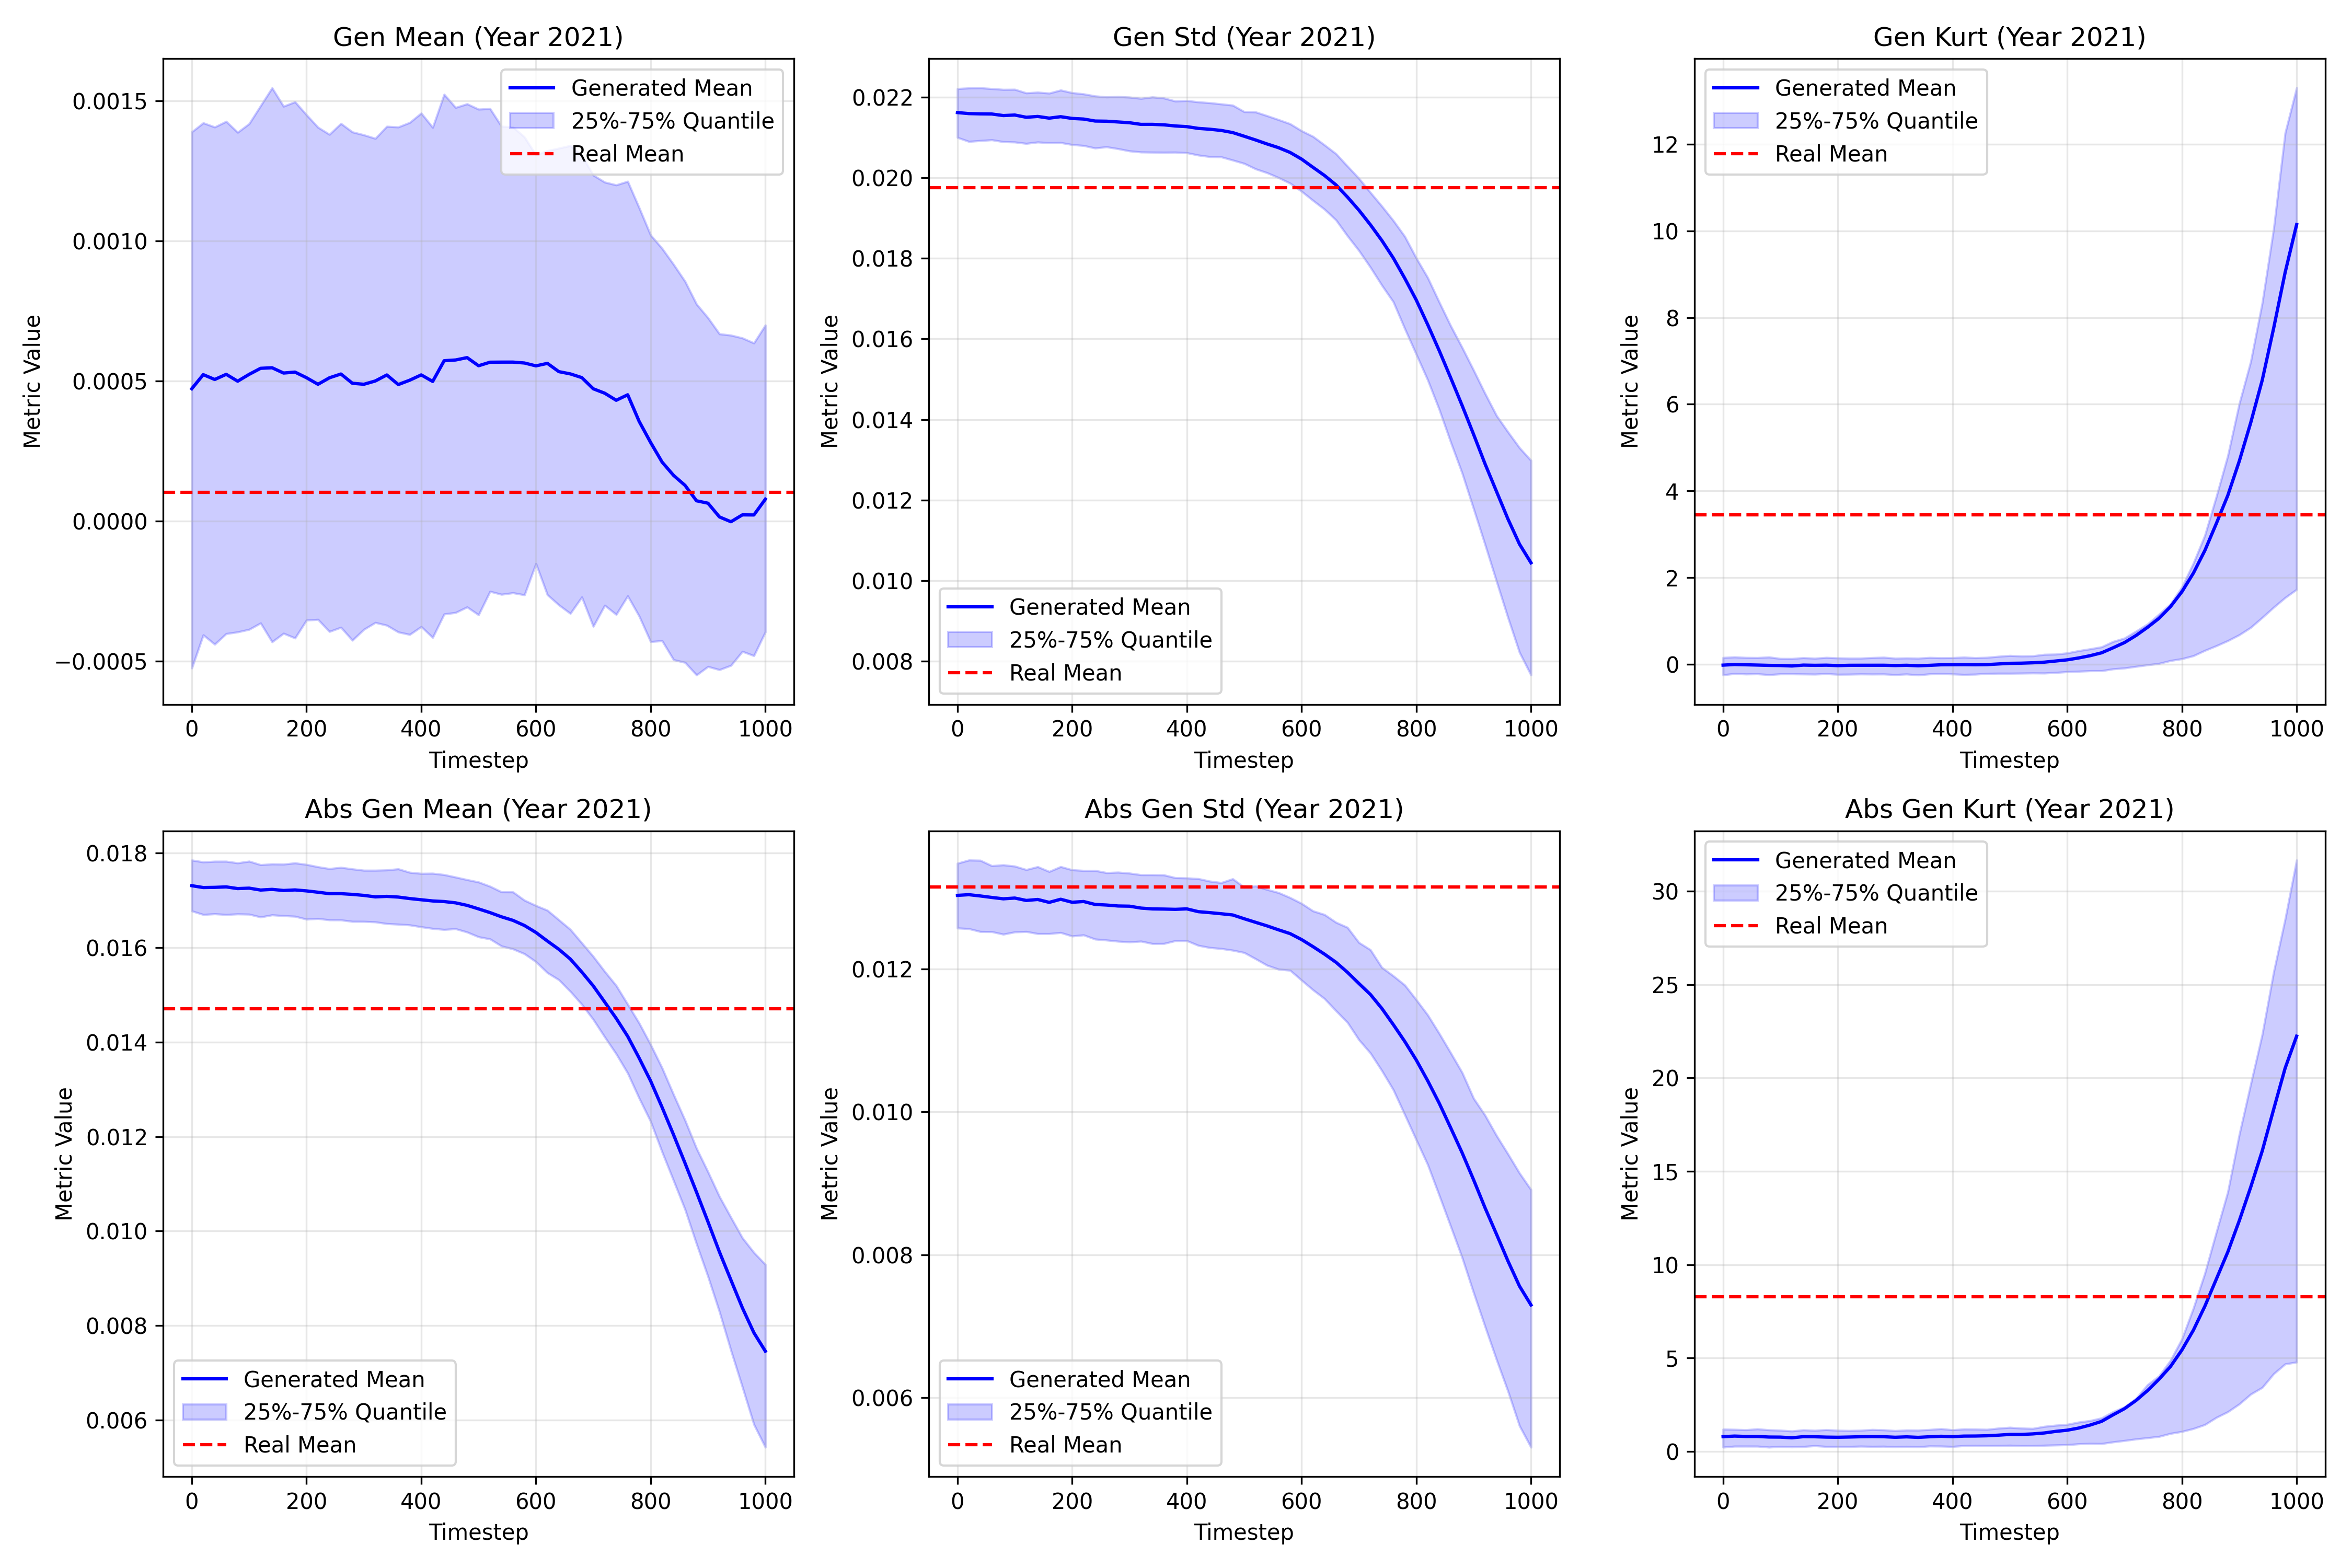 Gen Mean (Year 2021)
Metric Value
0.0015
0.0010
0.0005
0.0000
−0.0005
0 200 400 600 800 1000
Timestep
Generated Mean
25%-75% Quantile
Real Mean
Gen Std (Year 2021)
Metric Value
0.022
0.020
0.018
0.016
0.014
0.012
0.010
0.008
0 200 400 600 800 1000
Timestep
Generated Mean
25%-75% Quantile
Real Mean
Gen Kurt (Year 2021)
Metric Value
12
10
8
6
4
2
0
0 200 400 600 800 1000
Timestep
Generated Mean
25%-75% Quantile
Real Mean
Abs Gen Mean (Year 2021)
Metric Value
0.018
0.016
0.014
0.012
0.010
0.008
0.006
0 200 400 600 800 1000
Timestep
Generated Mean
25%-75% Quantile
Real Mean
Abs Gen Std (Year 2021)
Metric Value
0.012
0.010
0.008
0.006
0 200 400 600 800 1000
Timestep
Generated Mean
25%-75% Quantile
Real Mean
Abs Gen Kurt (Year 2021)
Metric Value
30
25
20
15
10
5
0
0 200 400 600 800 1000
Timestep
Generated Mean
25%-75% Quantile
Real Mean